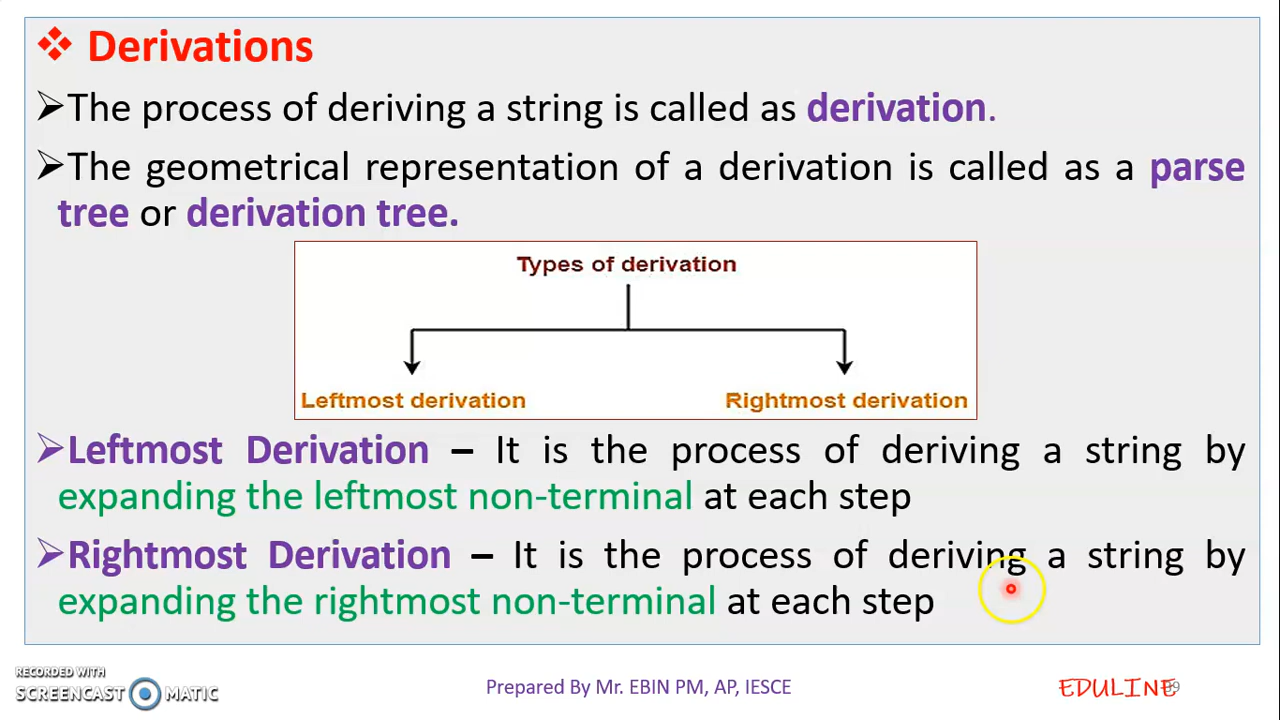 Derivations
The process of deriving a string is called as derivation.
The geometrical representation of a derivation is called as a parse
tree or derivation tree.
Types of derivation
Leftmost derivation Rightmost derivation
Leftmost Derivation – It is the process of deriving a string by
expanding the leftmost non-terminal at each step
Rightmost Derivation – It is the process of deriving a string by
expanding the rightmost non-terminal at each step
RECORDED WITH
SCREENCAST MATIC
Prepared By Mr. EBIN PM, AP, IESCE
EDULINE